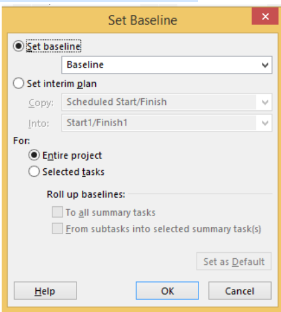 Set Baseline
Set baseline
Baseline
Set interim plan
Copy: Scheduled Start/Finish
Into: Start1/Finish1
For:
Entire project
Selected tasks
Roll up baselines:
To all summary tasks
From subtasks into selected summary task(s)
Set as Default
Help OK Cancel